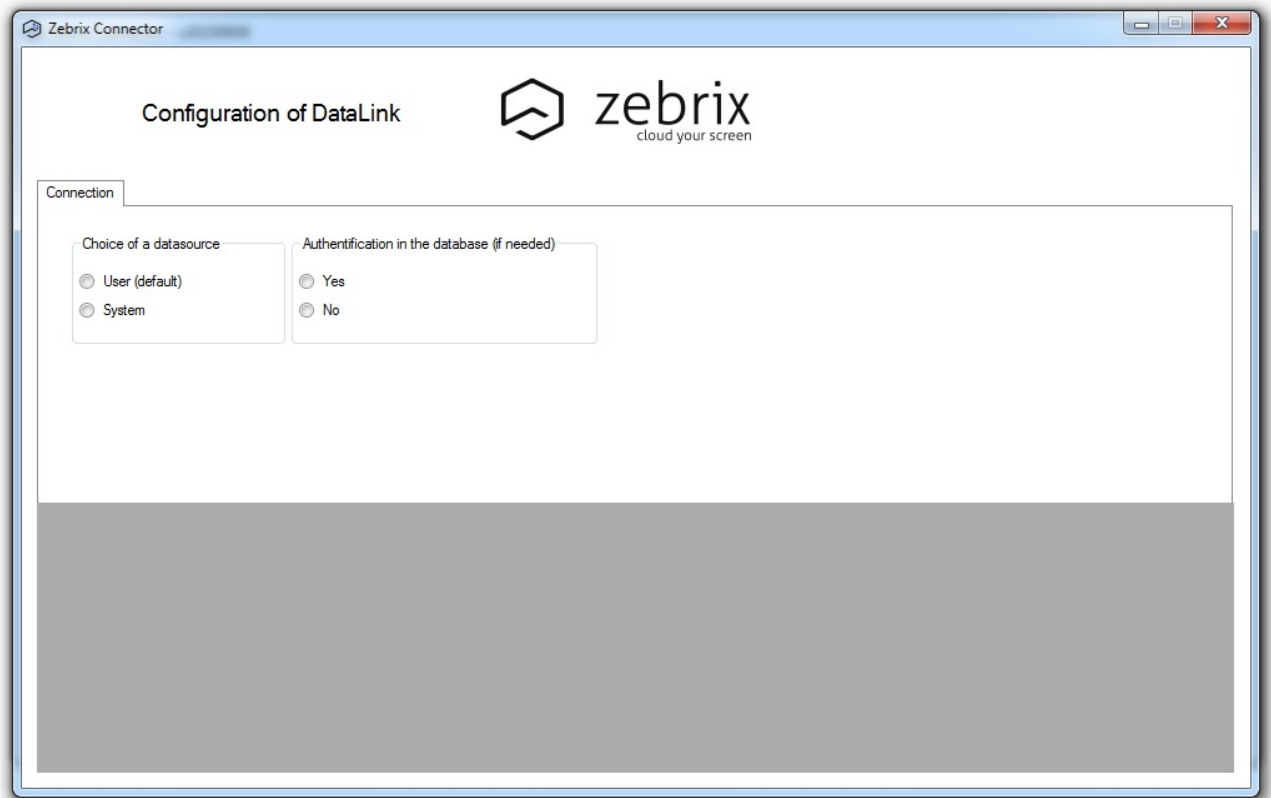 Zebrix Connector
Configuration of DataLink
zebrix
cloud your screen
Connection
Choice of a datasource
User (default)
System
Authentification in the database (if needed)
Yes
No